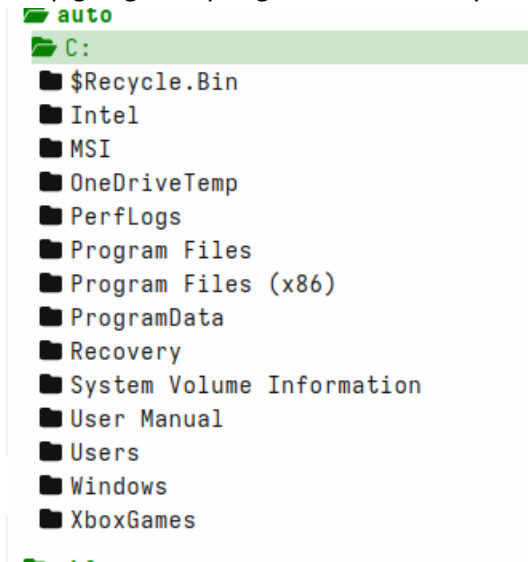 auto
C:
$Recycle.Bin
Intel
MSI
OneDriveTemp
PerfLogs
Program Files
Program Files (x86)
ProgramData
Recovery
System Volume Information
User Manual
Users
Windows
XboxGames